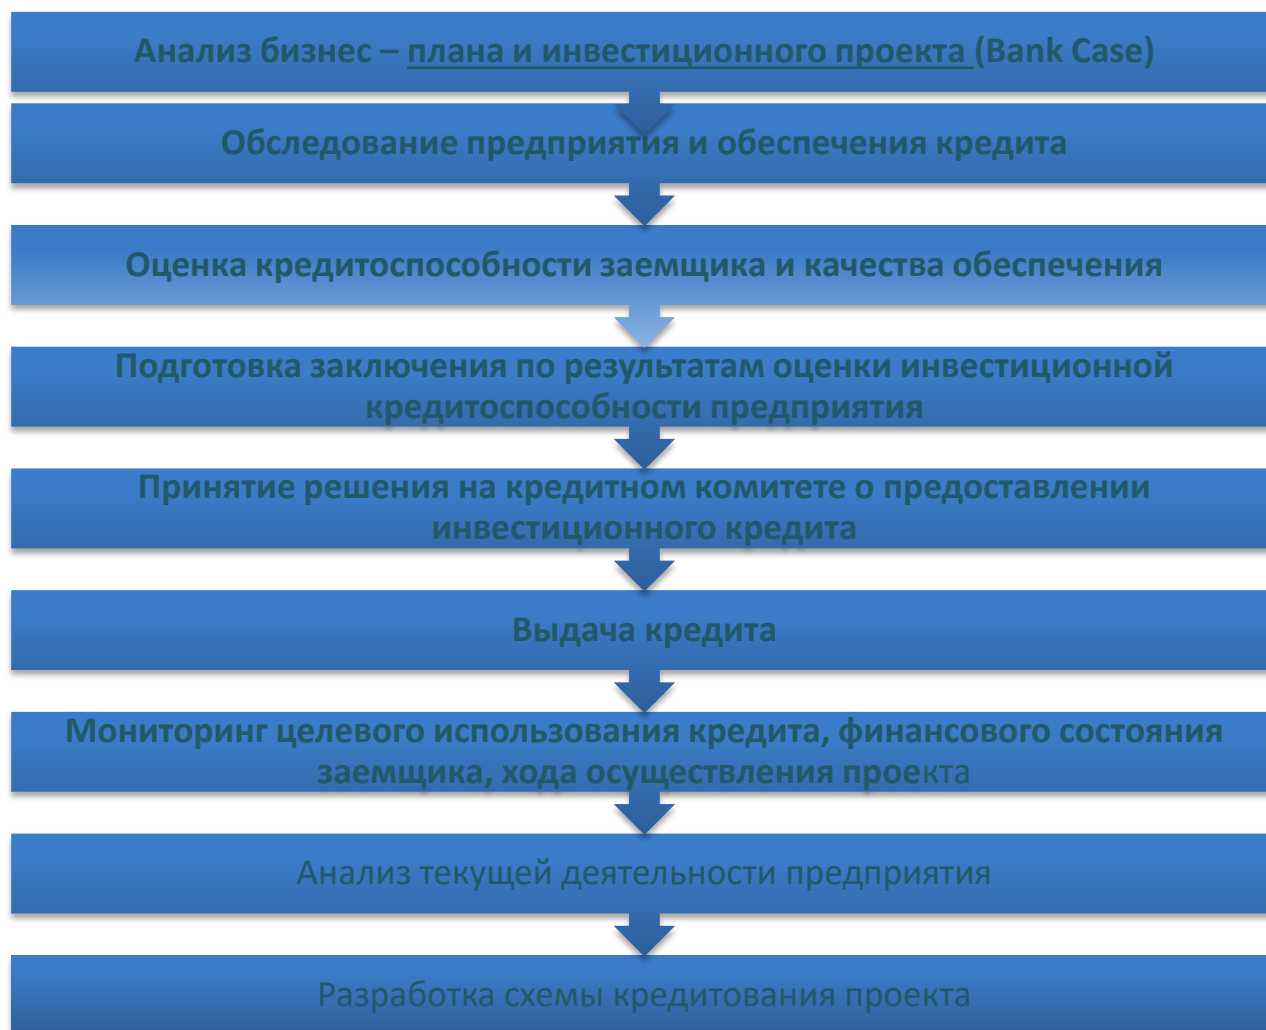 Анализ бизнес – плана и инвестиционного проекта (Bank Case)
Обследование предприятия и обеспечения кредита
Оценка кредитоспособности заемщика и качества обеспечения
Подготовка заключения по результатам оценки инвестиционной
кредитоспособности предприятия
Принятие решения на кредитном комитете о предоставлении
инвестиционного кредита
Выдача кредита
Мониторинг целевого использования кредита, финансового состояния
заемщика, хода осуществления проекта
Анализ текущей деятельности предприятия
Разработка схемы кредитования проекта